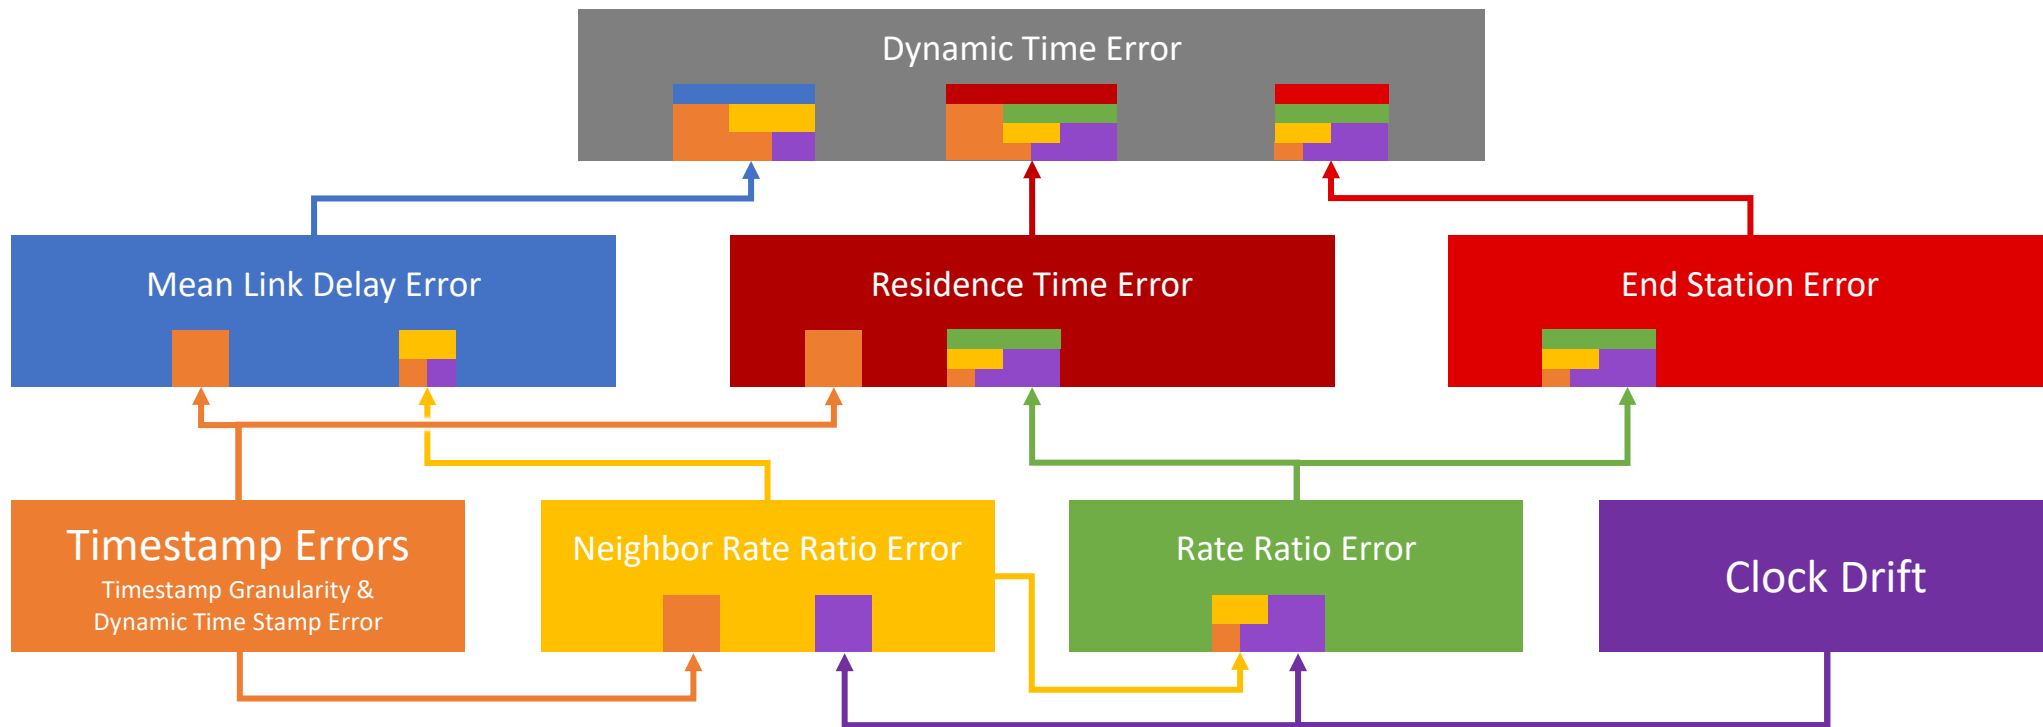 Dynamic Time Error
Mean Link Delay Error
Residence Time Error
End Station Error
Timestamp Errors
Timestamp Granularity &
Dynamic Time Stamp Error
Neighbor Rate Ratio Error
Rate Ratio Error
Clock Drift